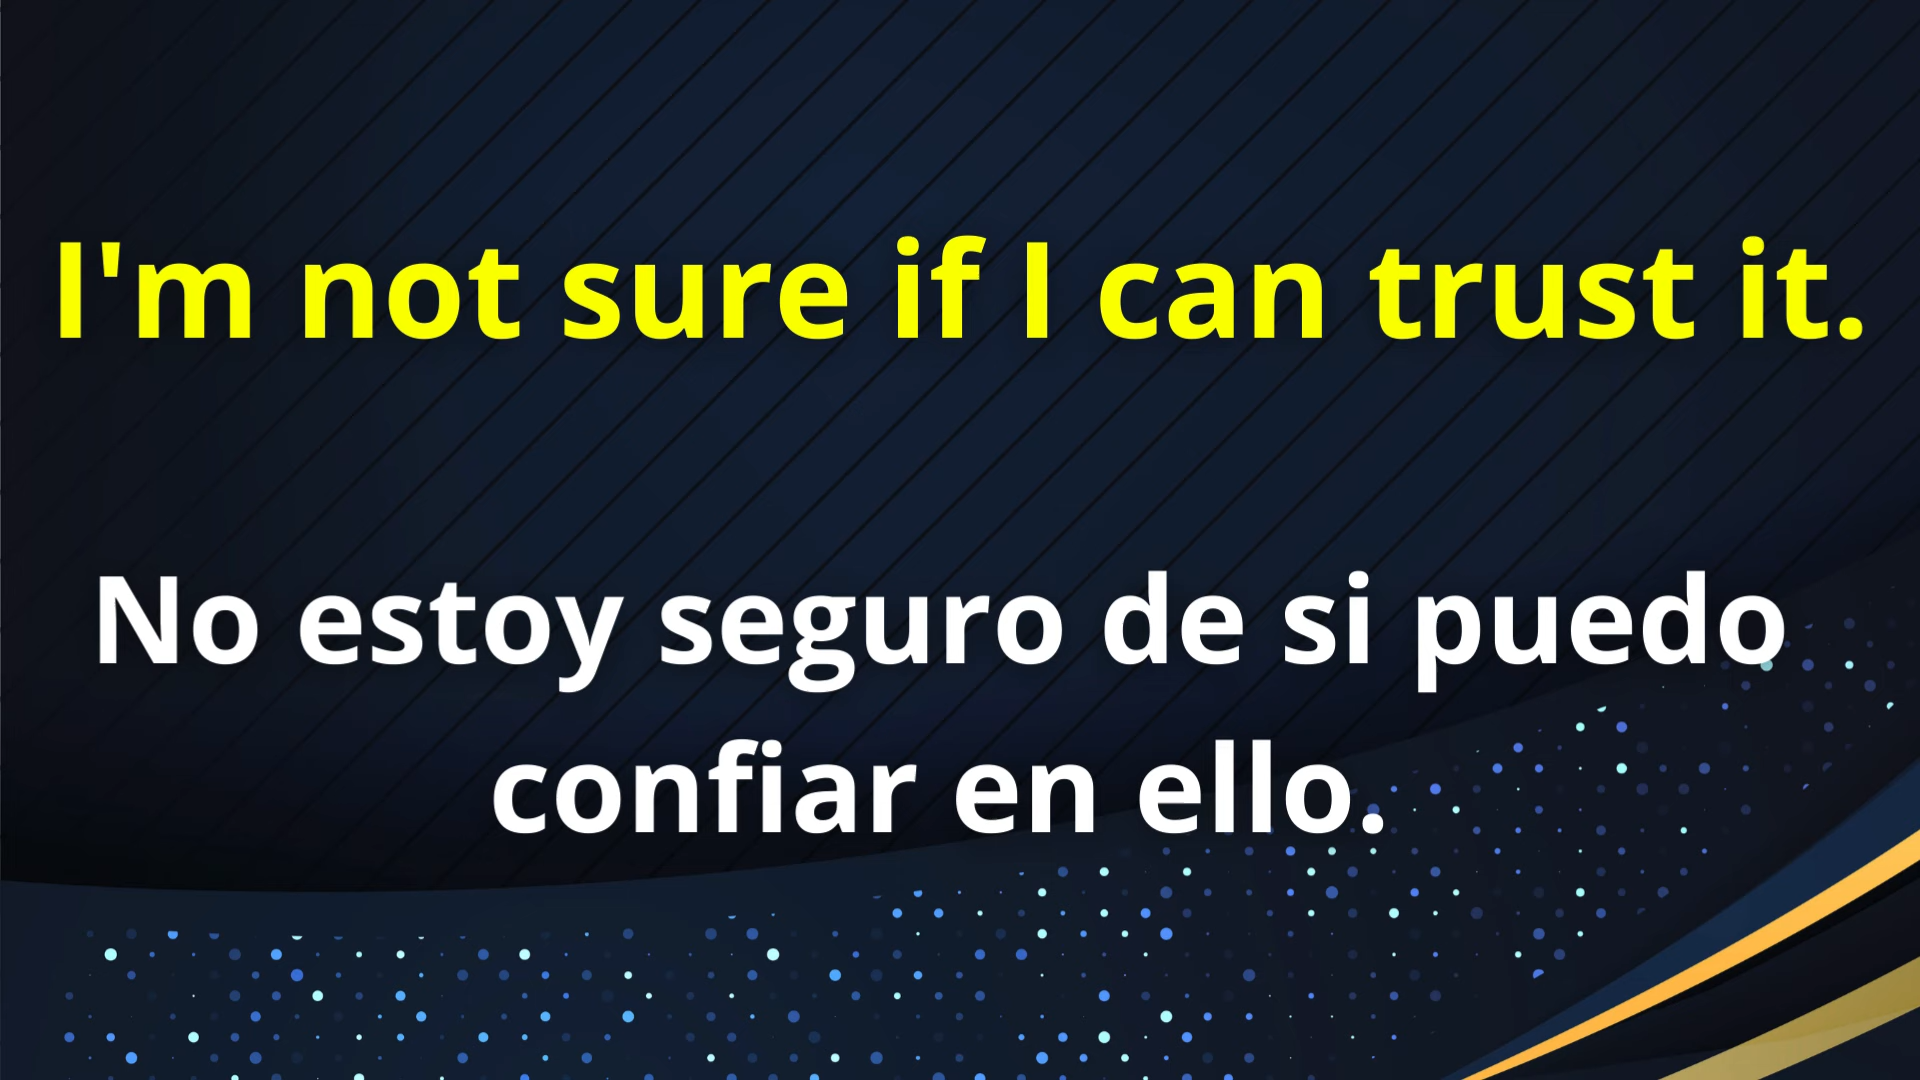 I'm not sure if I can trust it.
No estoy seguro de si puedo
confiar en ello.